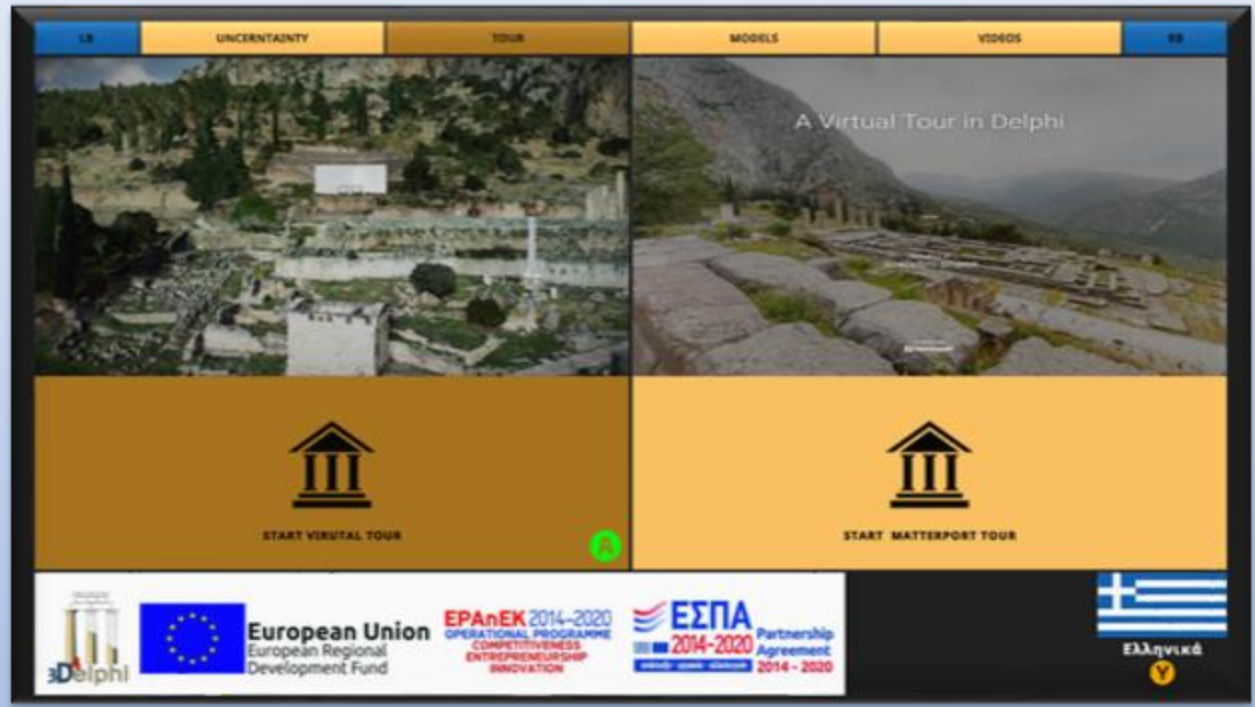 LB
UNCERNTAINTY
TOUR
MODELS
VIDEOS
RB
A Virtual Tour in Delphi
START VIRUTAL TOUR
A
START MATTERPORT TOUR
3Delphi
European Union
European Regional
Development Fund
EPAnEK 2014-2020
OPERATIONAL PROGRAMME
COMPETITIVENESS
ENTREPRENEURSHIP
INNOVATION
ΕΣΠΑ
2014-2020
Partnership
Agreement
2014 - 2020
Ελληνικά
Y